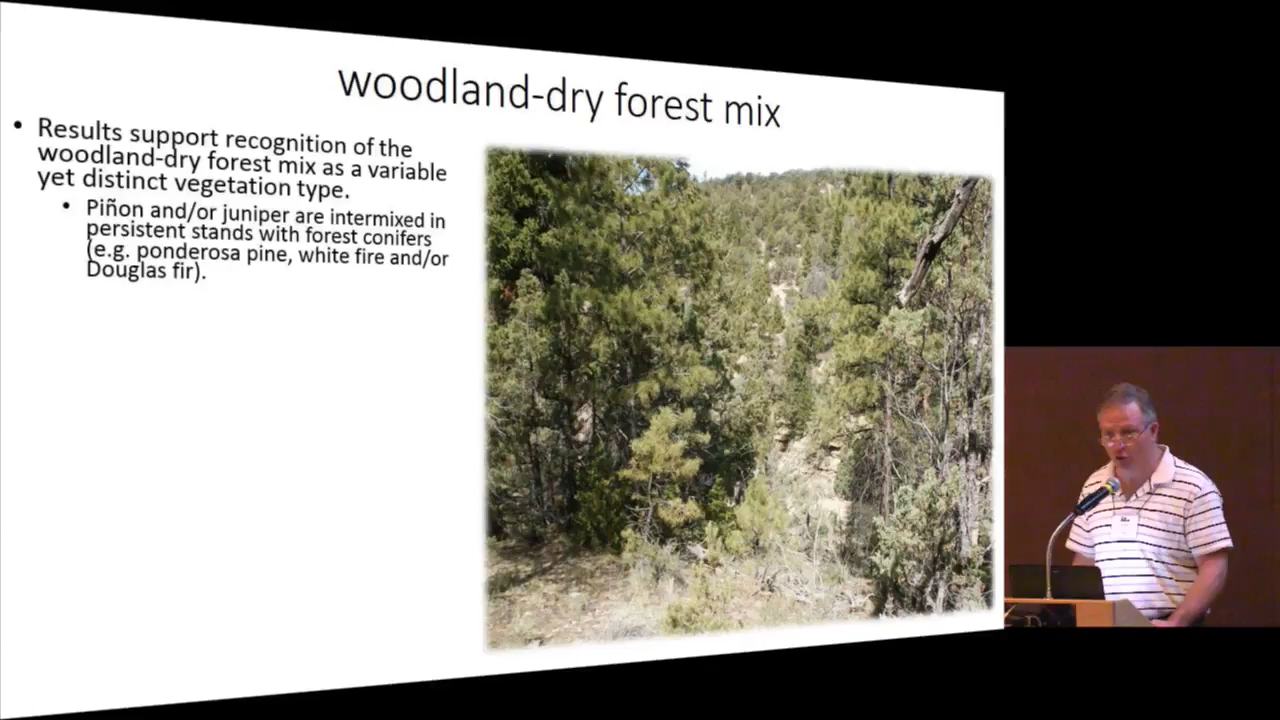 woodland-dry forest mix
• Results support recognition of the
woodland-dry forest mix as a variable
yet distinct vegetation type.
• Piñon and/or juniper are intermixed in
persistent stands with forest conifers
(e.g. ponderosa pine, white fire and/or
Douglas fir).